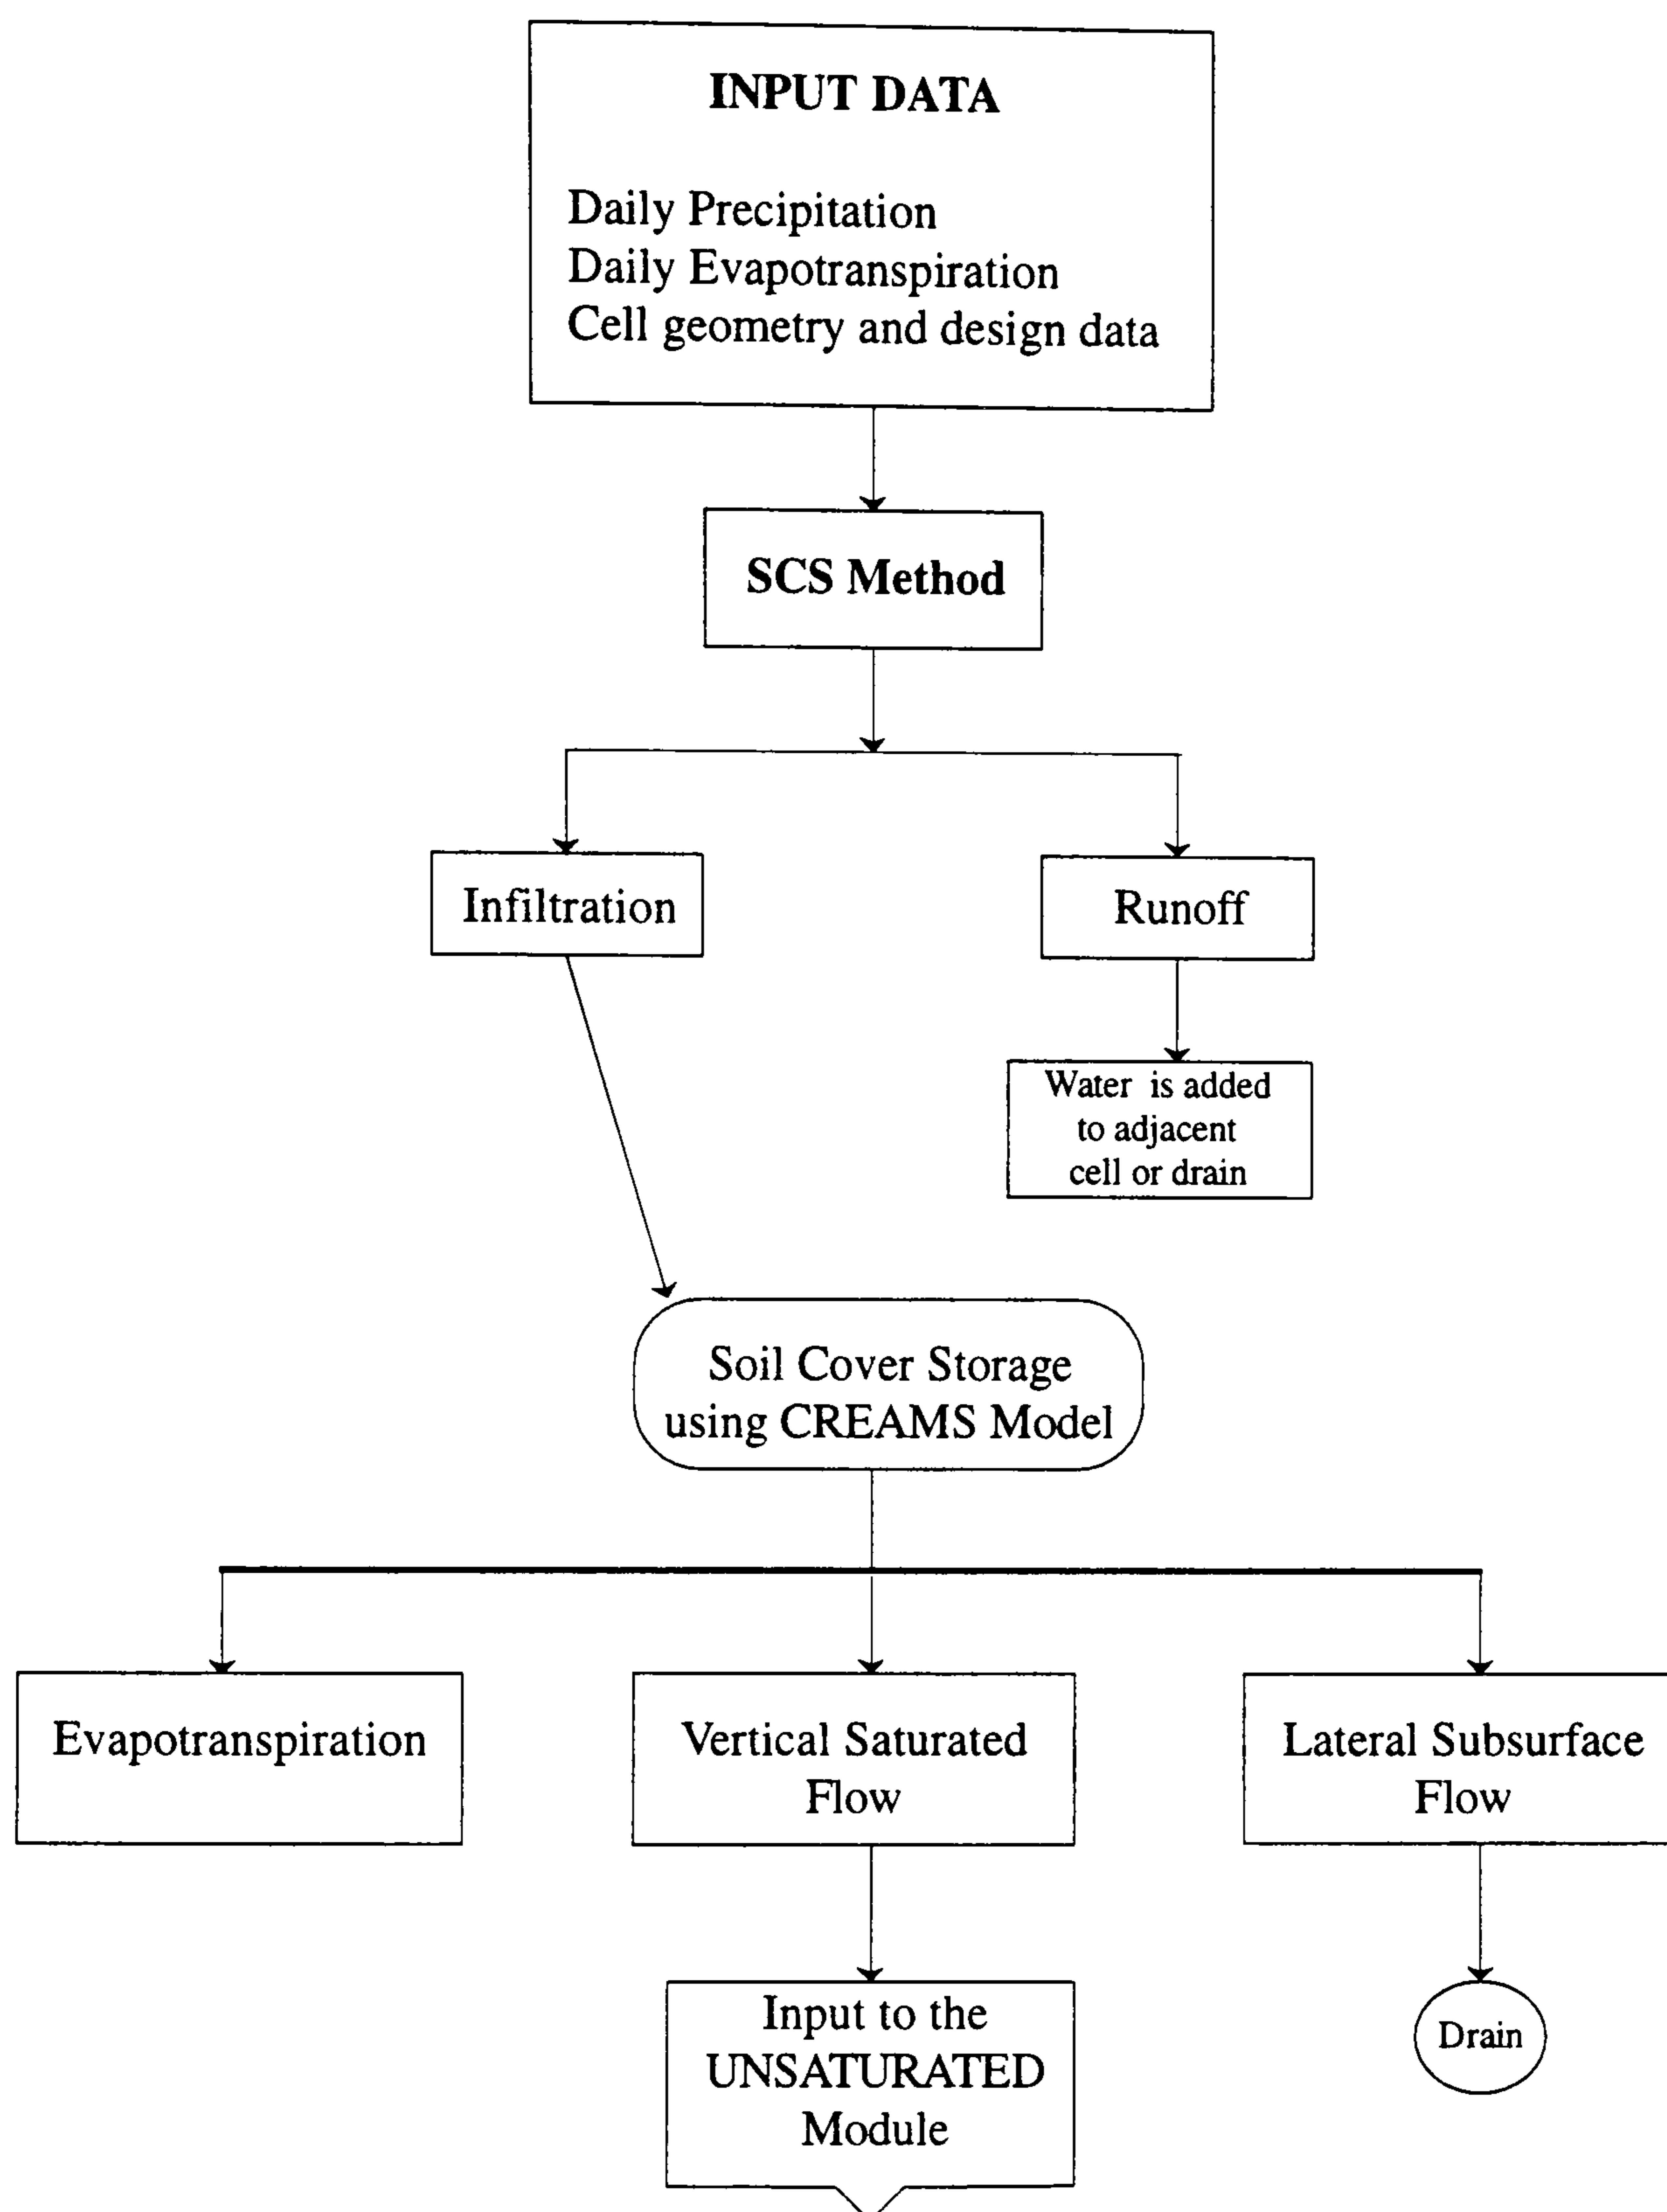 INPUT DATA
Daily Precipitation
Daily Evapotranspiration
Cell geometry and design data
SCS Method
Infiltration
Runoff
Water is added
to adjacent
cell or drain
Soil Cover Storage
using CREAMS Model
Evapotranspiration
Vertical Saturated
Flow
Lateral Subsurface
Flow
Input to the
UNSATURATED
Module
Drain